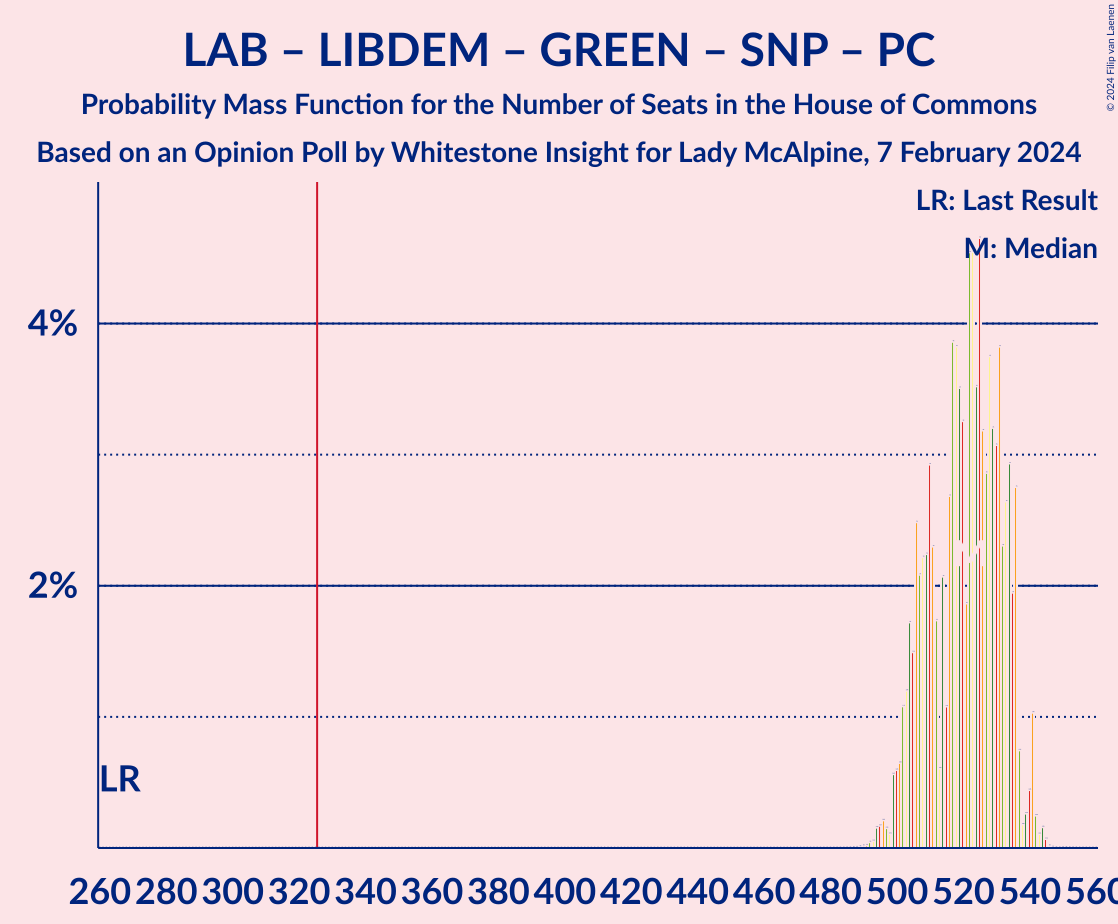 LAB – LIBDEM – GREEN – SNP – PC
Probability Mass Function for the Number of Seats in the House of Commons
Based on an Opinion Poll by Whitestone Insight for Lady McAlpine, 7 February 2024
© 2024 Filip van Laenen
LR: Last Result
M: Median
4%
2%
LR
260 280 300 320 340 360 380 400 420 440 460 480 500 520 540 560